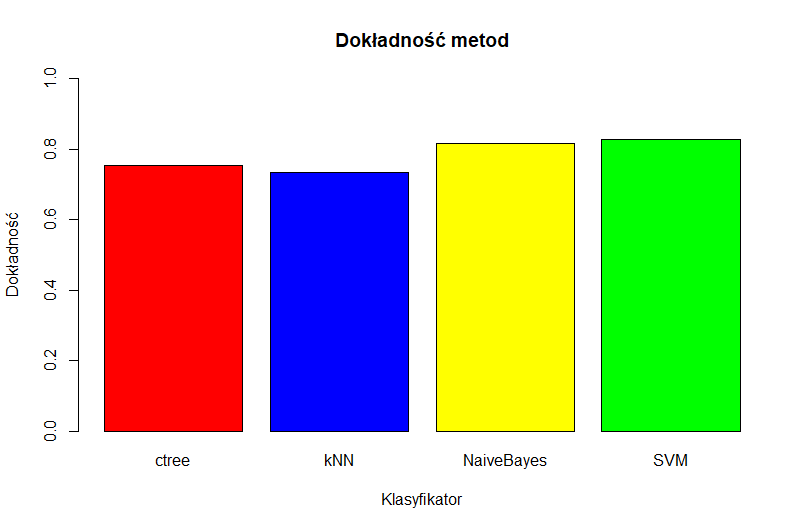 Dokładność metod
Dokładność
1.0
0.8
0.6
0.4
0.2
0.0
ctree
kNN
NaiveBayes
SVM
Klasyfikator